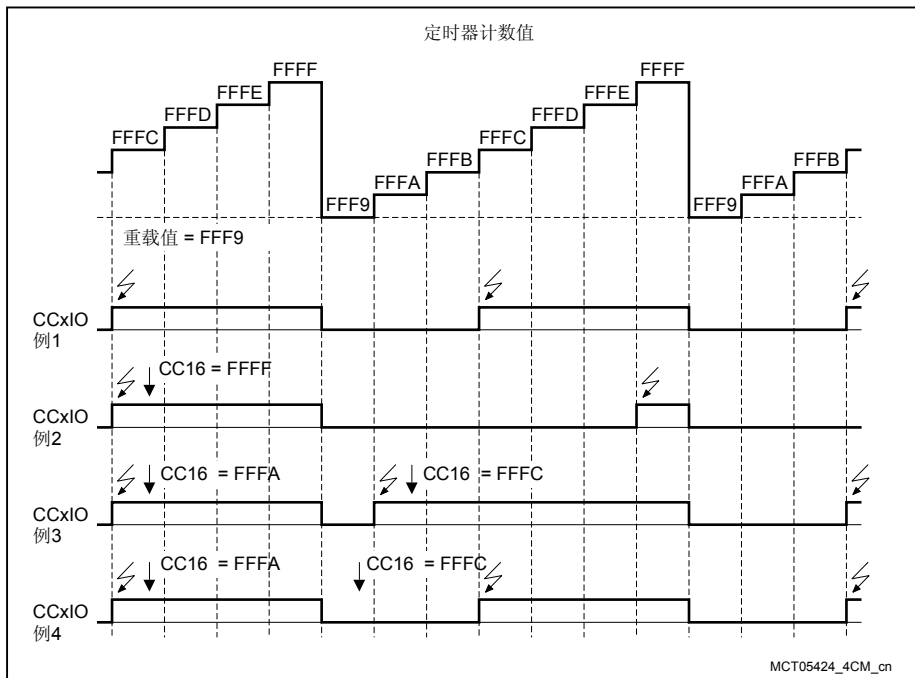 定时器计数值
FFFC
FFFD
FFFE
FFFF
FFF9
FFFA
FFFB
FFFC
FFFD
FFFE
FFFF
FFF9
FFFA
FFFB
重载值 = FFF9
CCxIO
例1
CC16 = FFFF
CCxIO
例2
CC16 = FFFA
CC16 = FFFC
CCxIO
例3
CC16 = FFFA
CC16 = FFFC
CCxIO
例4
MCT05424_4CM_cn